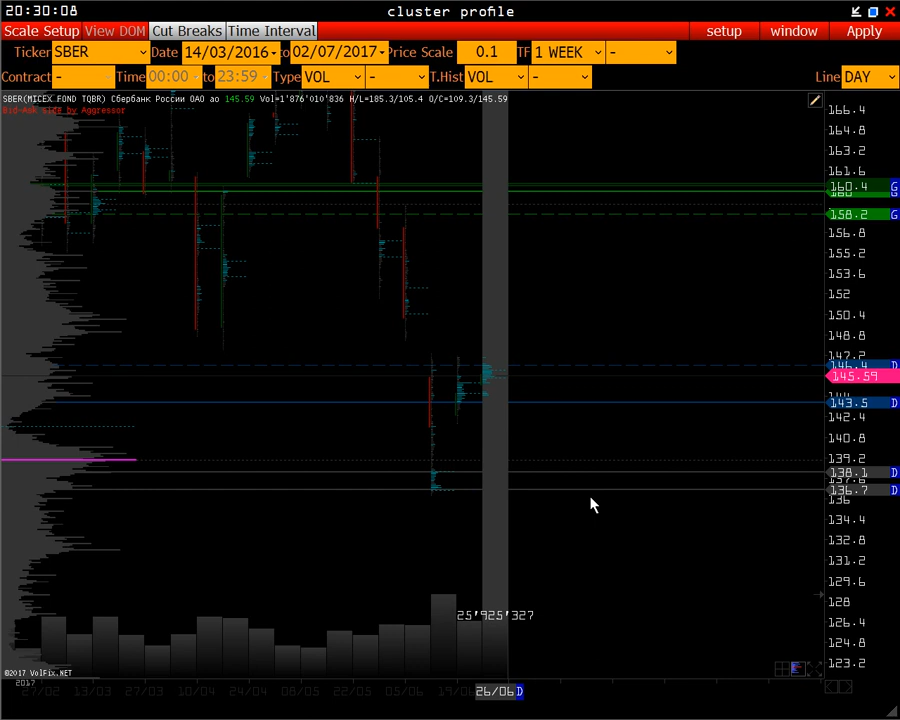 20:30:08 cluster profile
Scale Setup View DOM Cut Breaks Time Interval setup window Apply
Ticker SBER Date 14/03/2016 to 02/07/2017 Price Scale 0.1 TF 1 WEEK -
Contract - Time 00:00 to 23:59 Type VOL - T.Hist VOL - Line DAY
SBER(MICEX FOND TQBR) Сбербанк России ОАО ао 145.59 Vol=1'876'010'836 H/L=185.3/105.4 O/C=109.3/145.59
Bid-Ask Side by Aggressor
166.4
164.8
163.2
161.6
160.4 G
160 G
158.2 G
156.8
155.2
153.6
152
150.4
148.8
147.2
146.4 D
145.59
144
143.5 D
142.4
140.8
139.2
138.1 D
137.6
136.7 D
136
134.4
132.8
131.2
129.6
128
25'925'327
126.4
124.8
123.2
©2017 VolFix.NET
2017
27/02 13/03 27/03 10/04 24/04 08/05 22/05 05/06 19/06 26/06 D